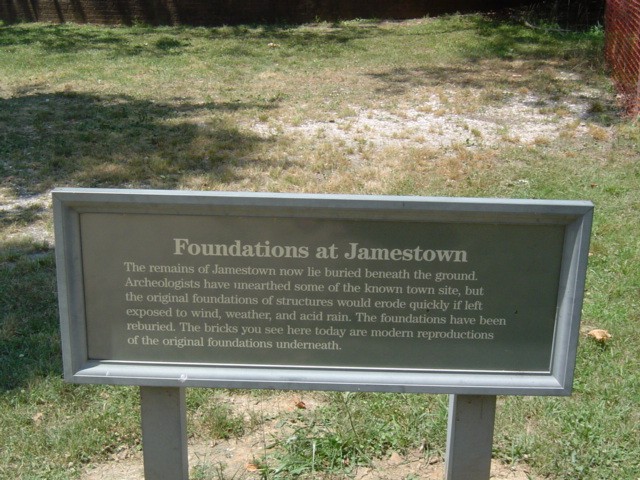 Foundations at Jamestown
The remains of Jamestown now lie buried beneath the ground.
Archeologists have unearthed some of the known town site, but
the original foundations of structures would erode quickly if left
exposed to wind, weather, and acid rain. The foundations have been
reburied. The bricks you see here today are modern reproductions
of the original foundations underneath.